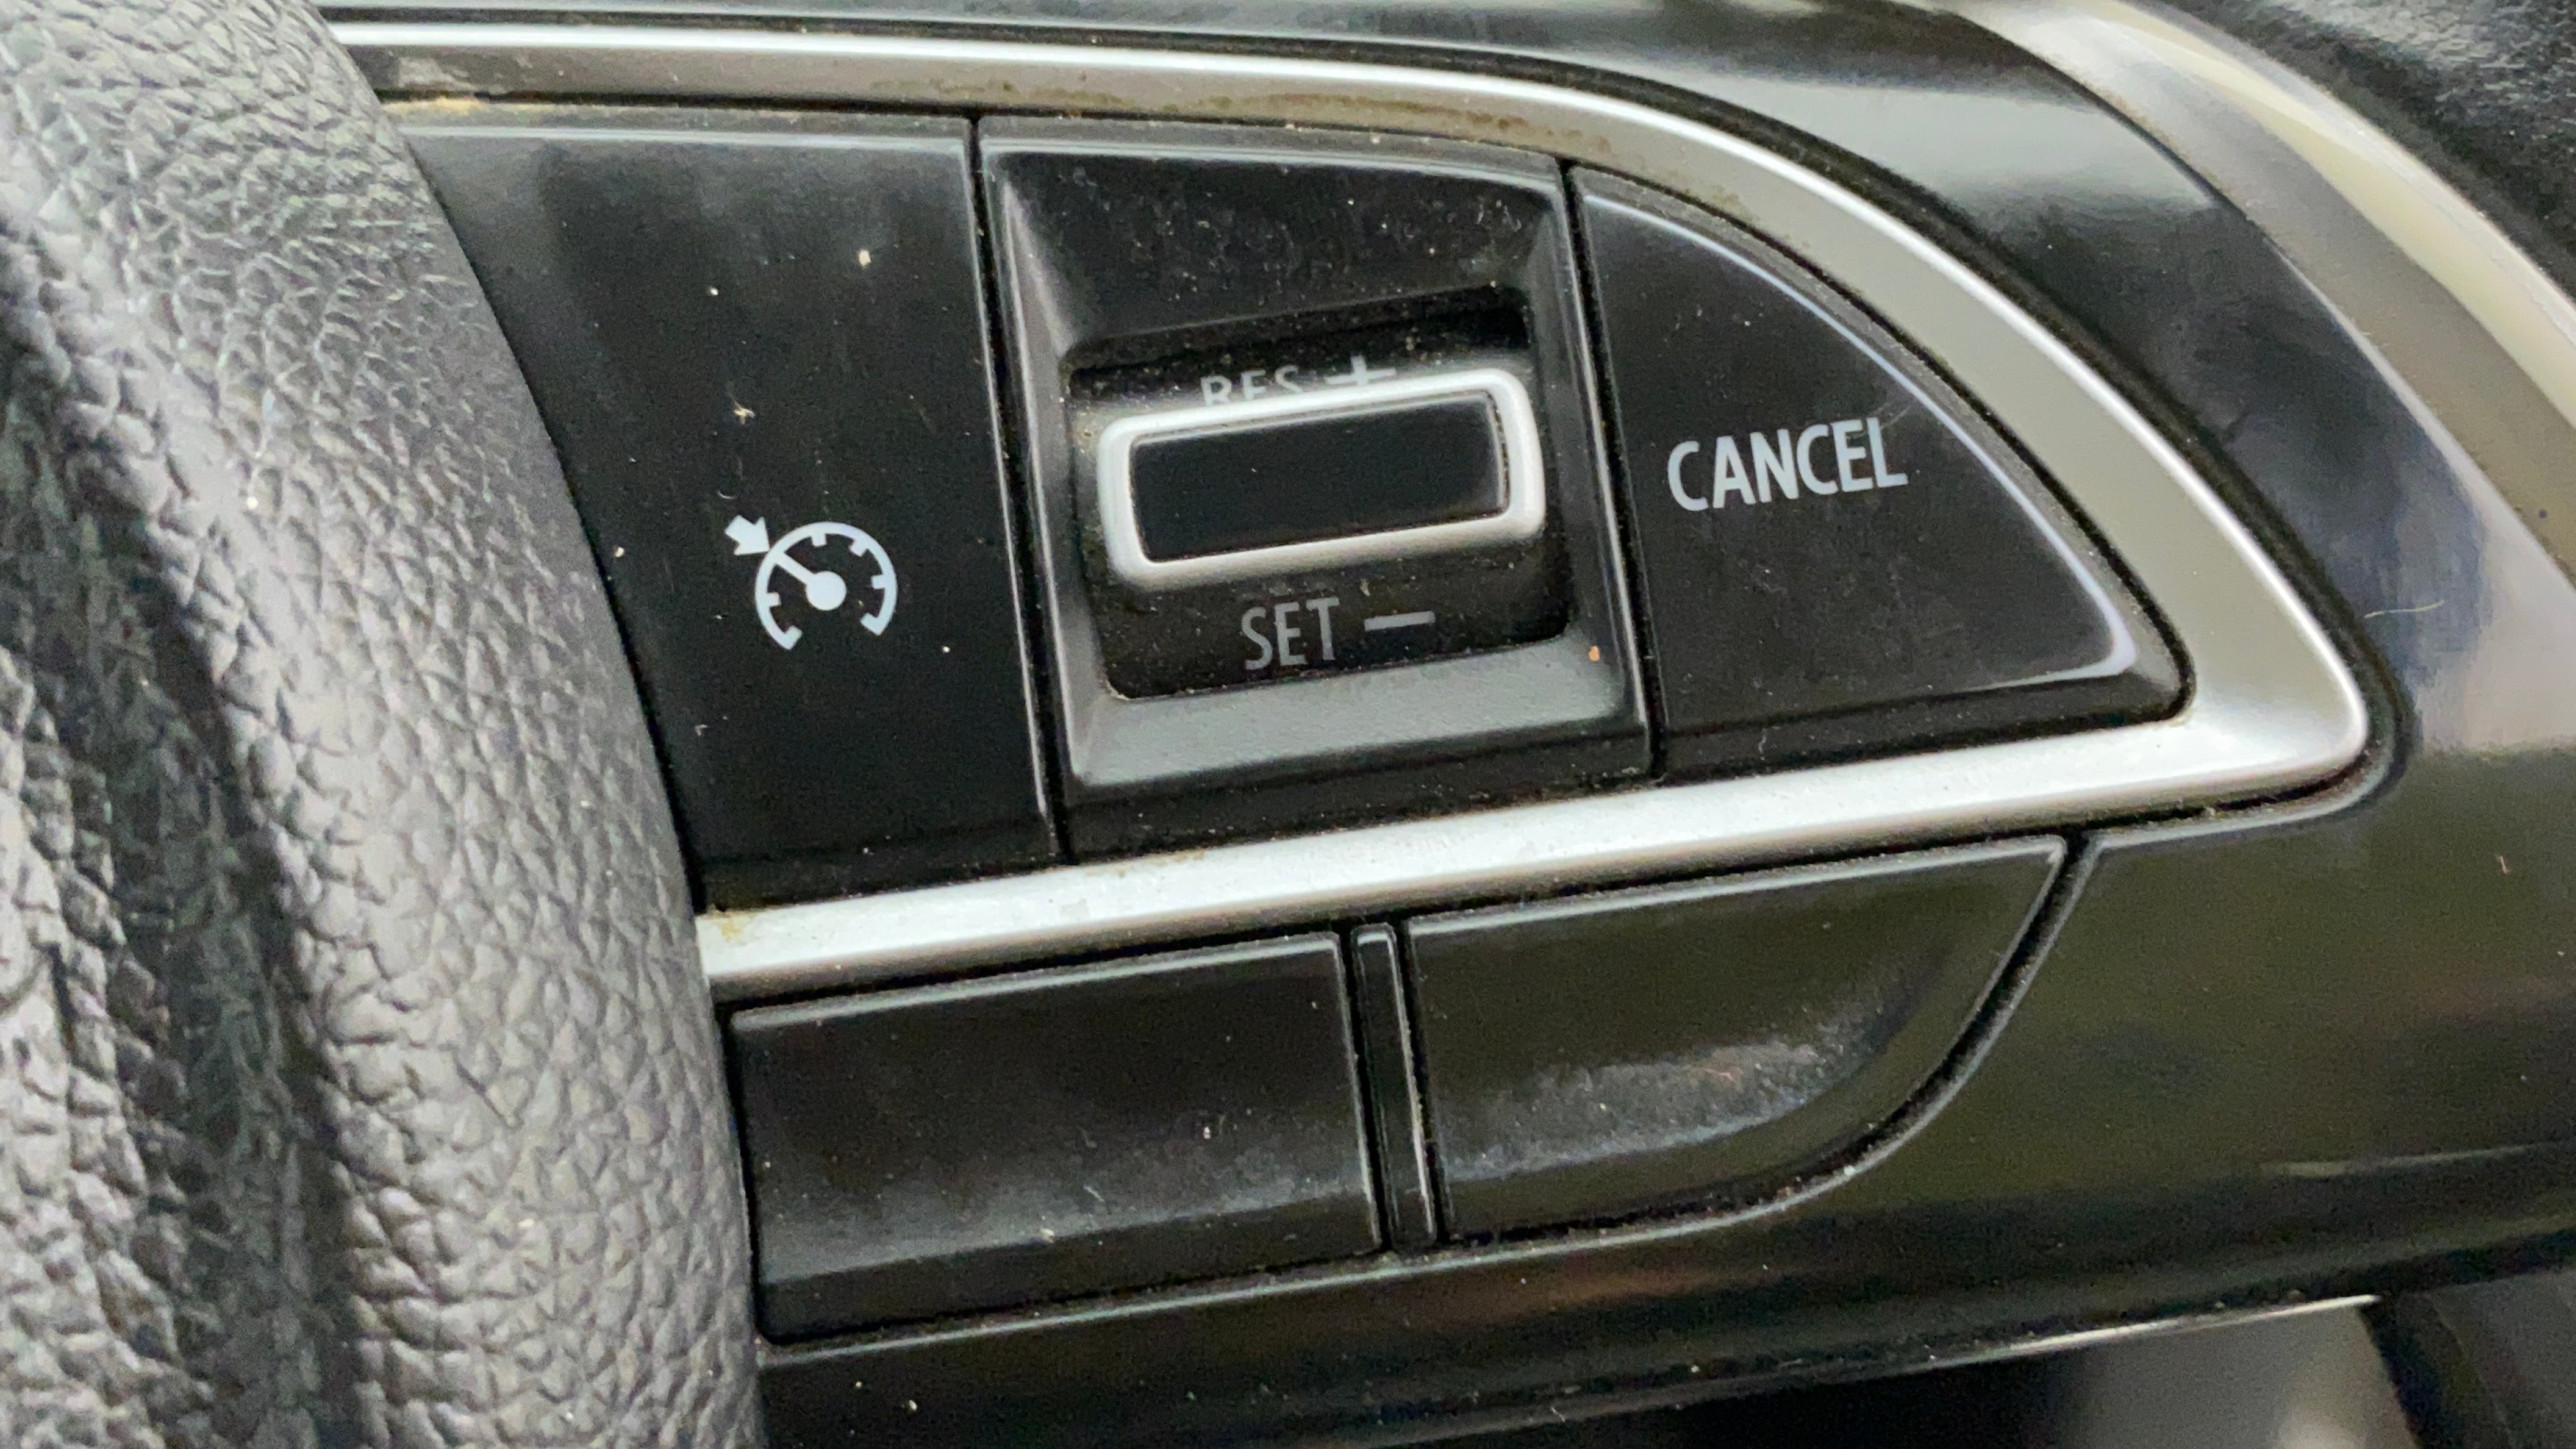 RES +
SET —
CANCEL